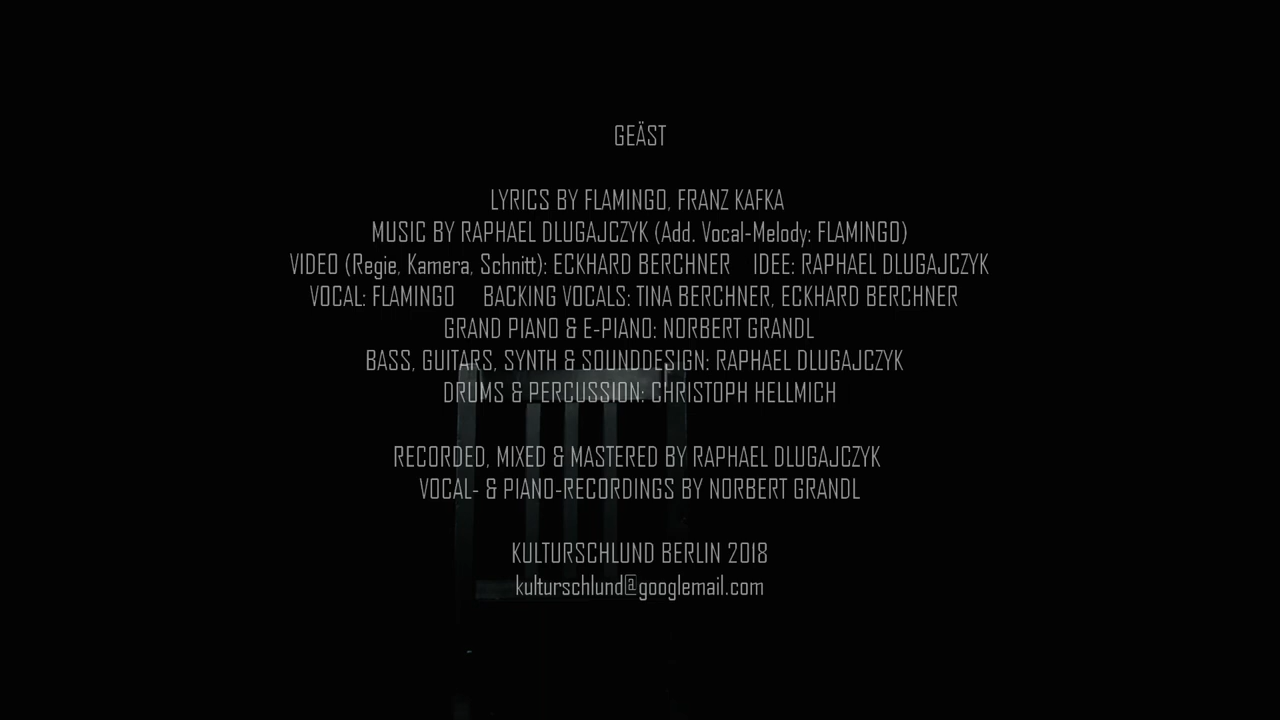 GEÄST
LYRICS BY FLAMINGO, FRANZ KAFKA
MUSIC BY RAPHAEL DLUGAJCZYK (Add. Vocal-Melody: FLAMINGO)
VIDEO (Regie, Kamera, Schnitt): ECKHARD BERCHNER IDEE: RAPHAEL DLUGAJCZYK
VOCAL: FLAMINGO BACKING VOCALS: TINA BERCHNER, ECKHARD BERCHNER
GRAND PIANO & E-PIANO: NORBERT GRANDL
BASS, GUITARS, SYNTH & SOUNDDESIGN: RAPHAEL DLUGAJCZYK
DRUMS & PERCUSSION: CHRISTOPH HELLMICH
RECORDED, MIXED & MASTERED BY RAPHAEL DLUGAJCZYK
VOCAL- & PIANO-RECORDINGS BY NORBERT GRANDL
KULTURSCHLUND BERLIN 2018
kulturschlund@googlemail.com